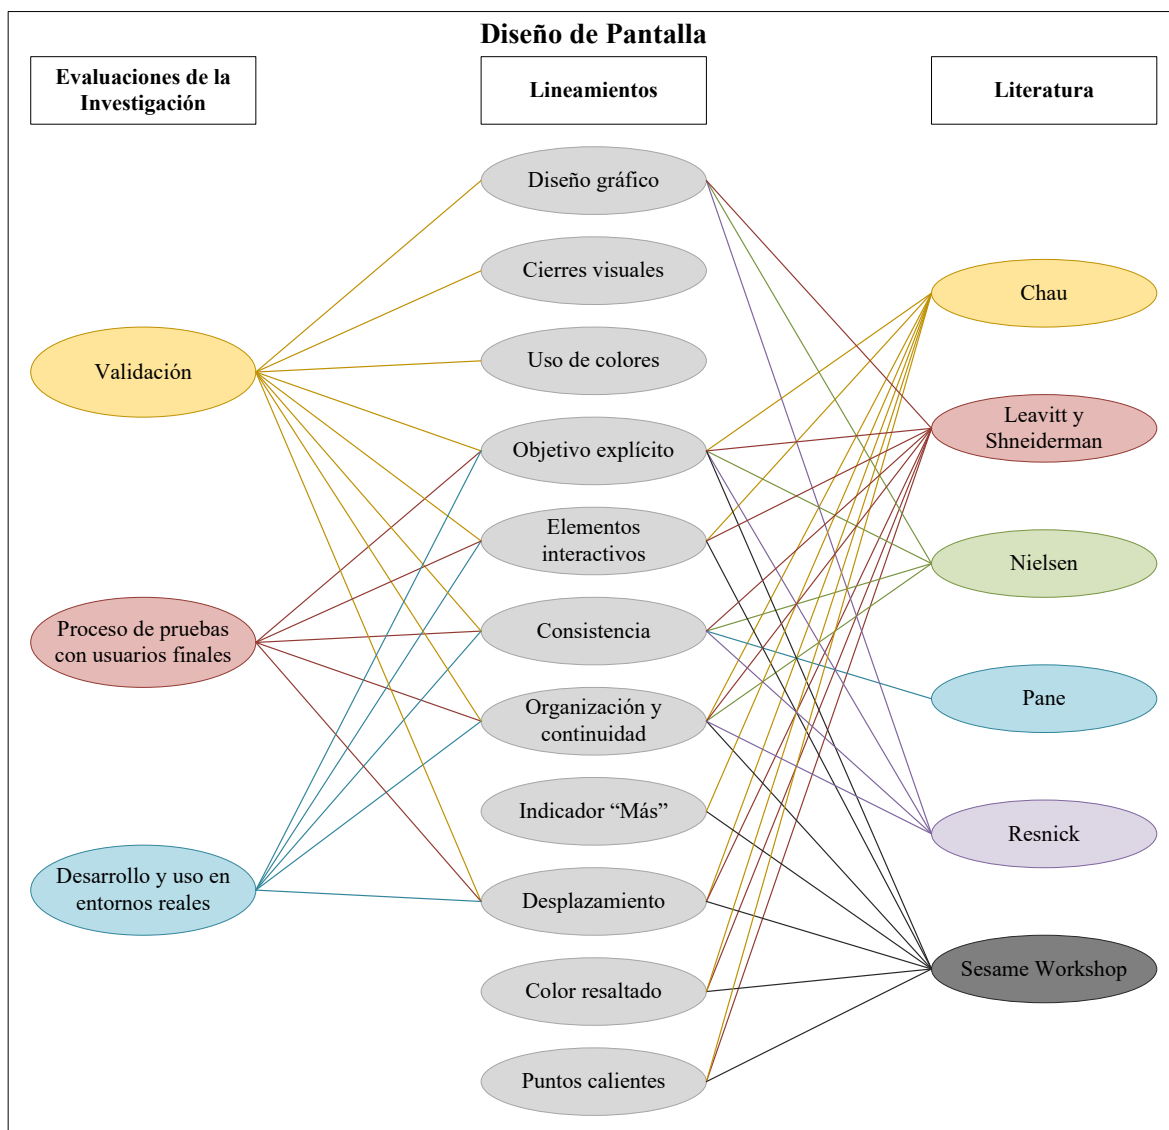 Diseño de Pantalla
Evaluaciones de la
Investigación
Lineamientos
Literatura
Validación
Proceso de pruebas
con usuarios finales
Desarrollo y uso en
entornos reales
Diseño gráfico
Cierres visuales
Uso de colores
Objetivo explícito
Elementos
interactivos
Consistencia
Organización y
continuidad
Indicador “Más”
Desplazamiento
Color resaltado
Puntos calientes
Chau
Leavitt y
Shneiderman
Nielsen
Pane
Resnick
Sesame Workshop